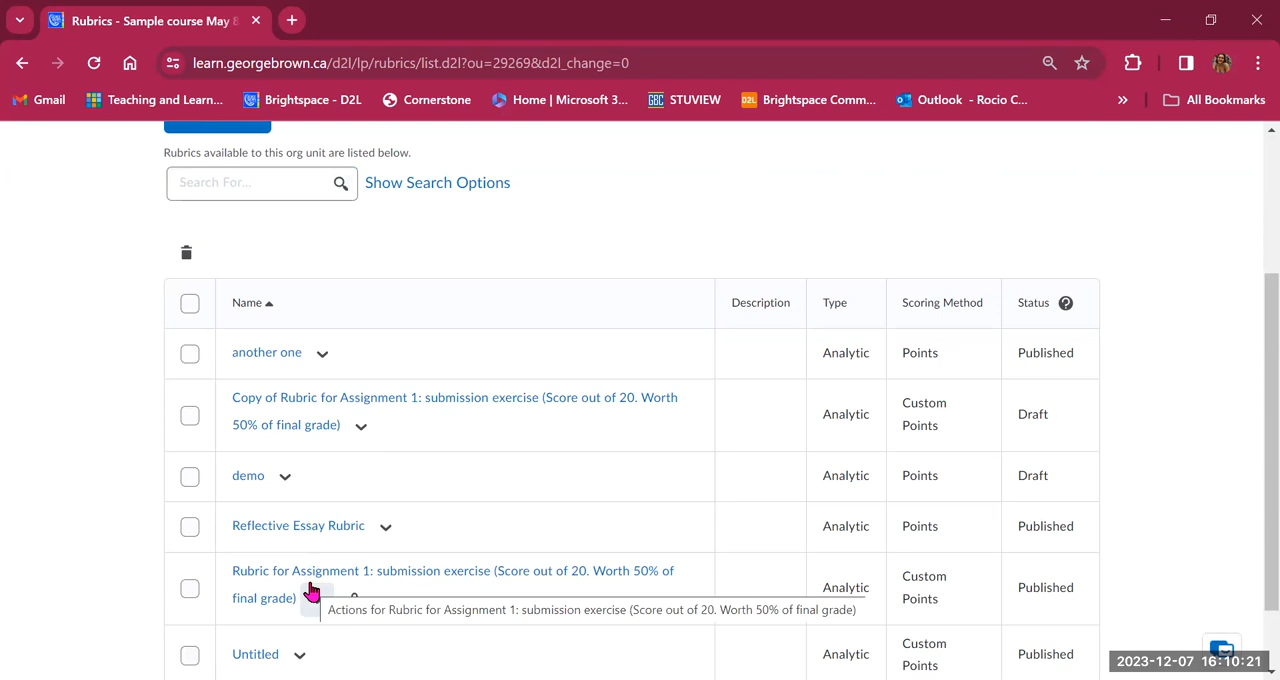 Rubrics - Sample course May 8
learn.georgebrown.ca/d2l/lp/rubrics/list.d2l?ou=29269&d2l_change=0
Gmail
Teaching and Learn...
Brightspace - D2L
Cornerstone
Home | Microsoft 3...
GBC STUVIEW
D2L Brightspace Comm...
Outlook - Rocio C...
All Bookmarks
Rubrics available to this org unit are listed below.
Search For...
Show Search Options
Name
Description
Type
Scoring Method
Status
another one
Analytic
Points
Published
Copy of Rubric for Assignment 1: submission exercise (Score out of 20. Worth
50% of final grade)
Analytic
Custom
Points
Draft
demo
Analytic
Points
Draft
Reflective Essay Rubric
Analytic
Points
Published
Rubric for Assignment 1: submission exercise (Score out of 20. Worth 50% of
final grade)
Analytic
Custom
Points
Published
Actions for Rubric for Assignment 1: submission exercise (Score out of 20. Worth 50% of final grade)
Untitled
Analytic
Custom
Points
Published
2023-12-07 16:10:21